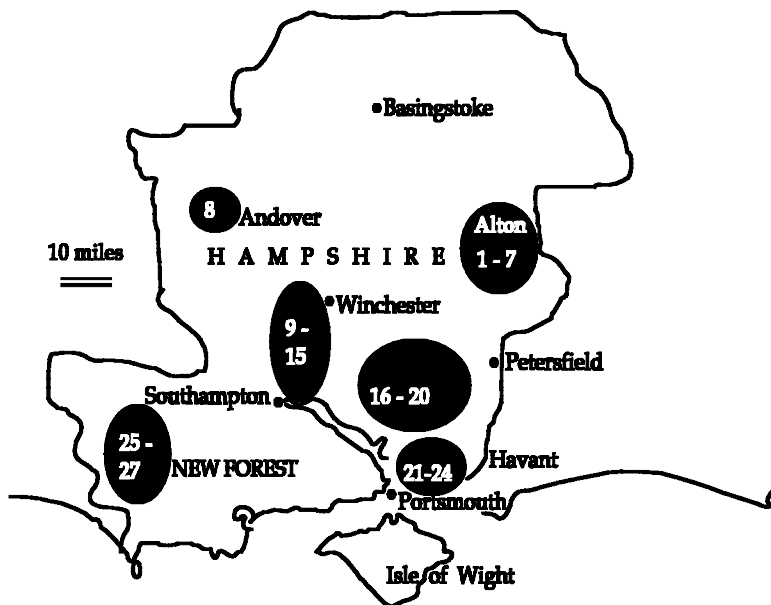 Basingstoke
8
Andover
Alton
1 - 7
10 miles
HAMPSHIRE
Winchester
9 -
15
Petersfield
16 - 20
Southampton
25 -
27
NEW FOREST
21-24
Havant
Portsmouth
Isle of Wight